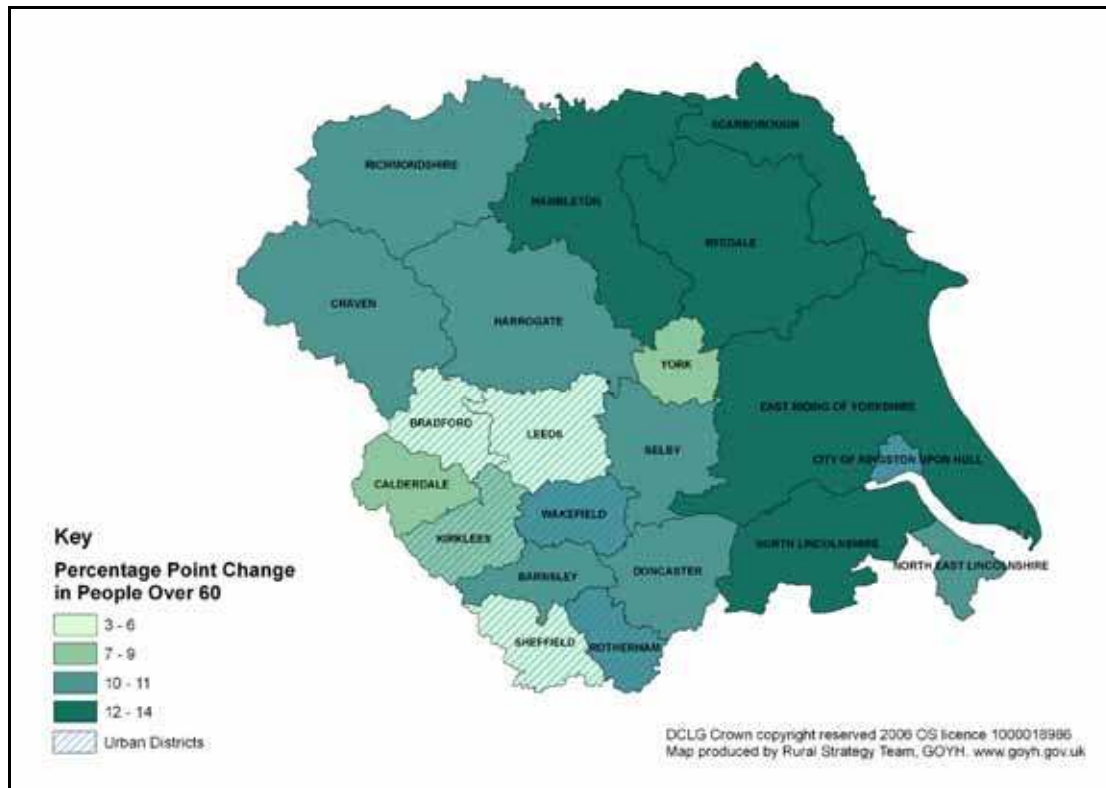 SCARBOROUGH
RICHMONDSHIRE
HAMBLETON
RYEDALE
CRAVEN
HARROGATE
YORK
EAST RIDING OF YORKSHIRE
BRADFORD
LEEDS
SELBY
CITY OF KINGSTON UPON HULL
CALDERDALE
WAKEFIELD
KIRKLEES
NORTH LINCOLNSHIRE
NORTH EAST LINCOLNSHIRE
BARNSLEY
DONCASTER
SHEFFIELD
ROTHERHAM
Key
Percentage Point Change
in People Over 60
3 - 6
7 - 9
10 - 11
12 - 14
Urban Districts
DCLG Crown copyright reserved 2006 OS licence 1000018986
Map produced by Rural Strategy Team, GOYH. www.goyh.gov.uk